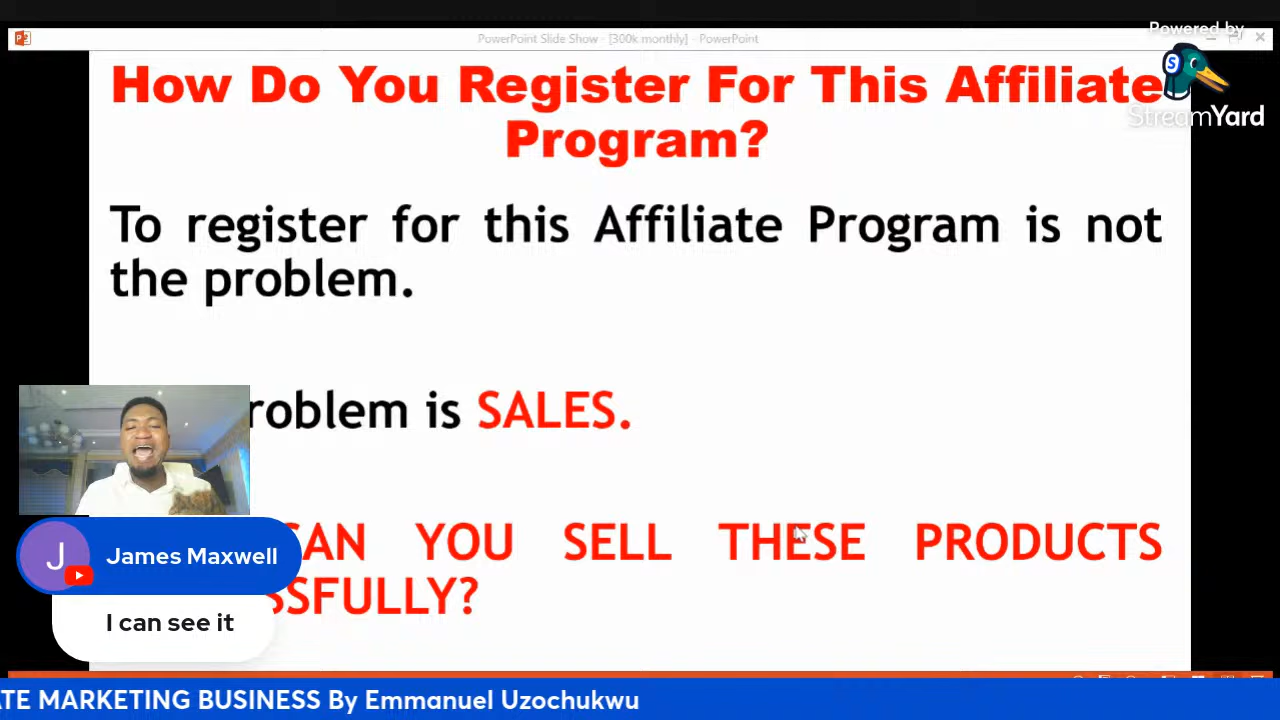 PowerPoint Slide Show - [300k monthly] - PowerPoint
Powered by
StreamYard
How Do You Register For This Affiliate
Program?
To register for this Affiliate Program is not
the problem.
roblem is SALES.
CAN YOU SELL THESE PRODUCTS
SSFULLY?
J
James Maxwell
I can see it
ATE MARKETING BUSINESS By Emmanuel Uzochukwu